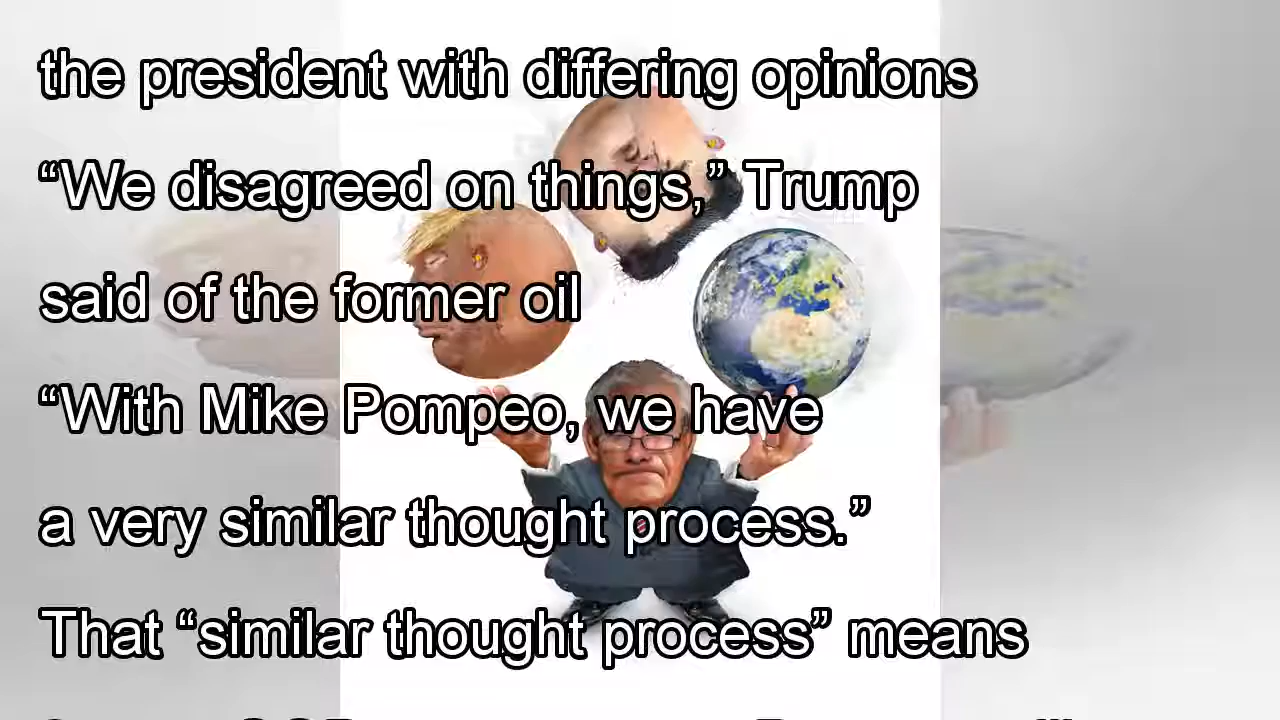 the president with differing opinions
“We disagreed on things,” Trump
said of the former oil
“With Mike Pompeo, we have
a very similar thought process.”
That “similar thought process” means